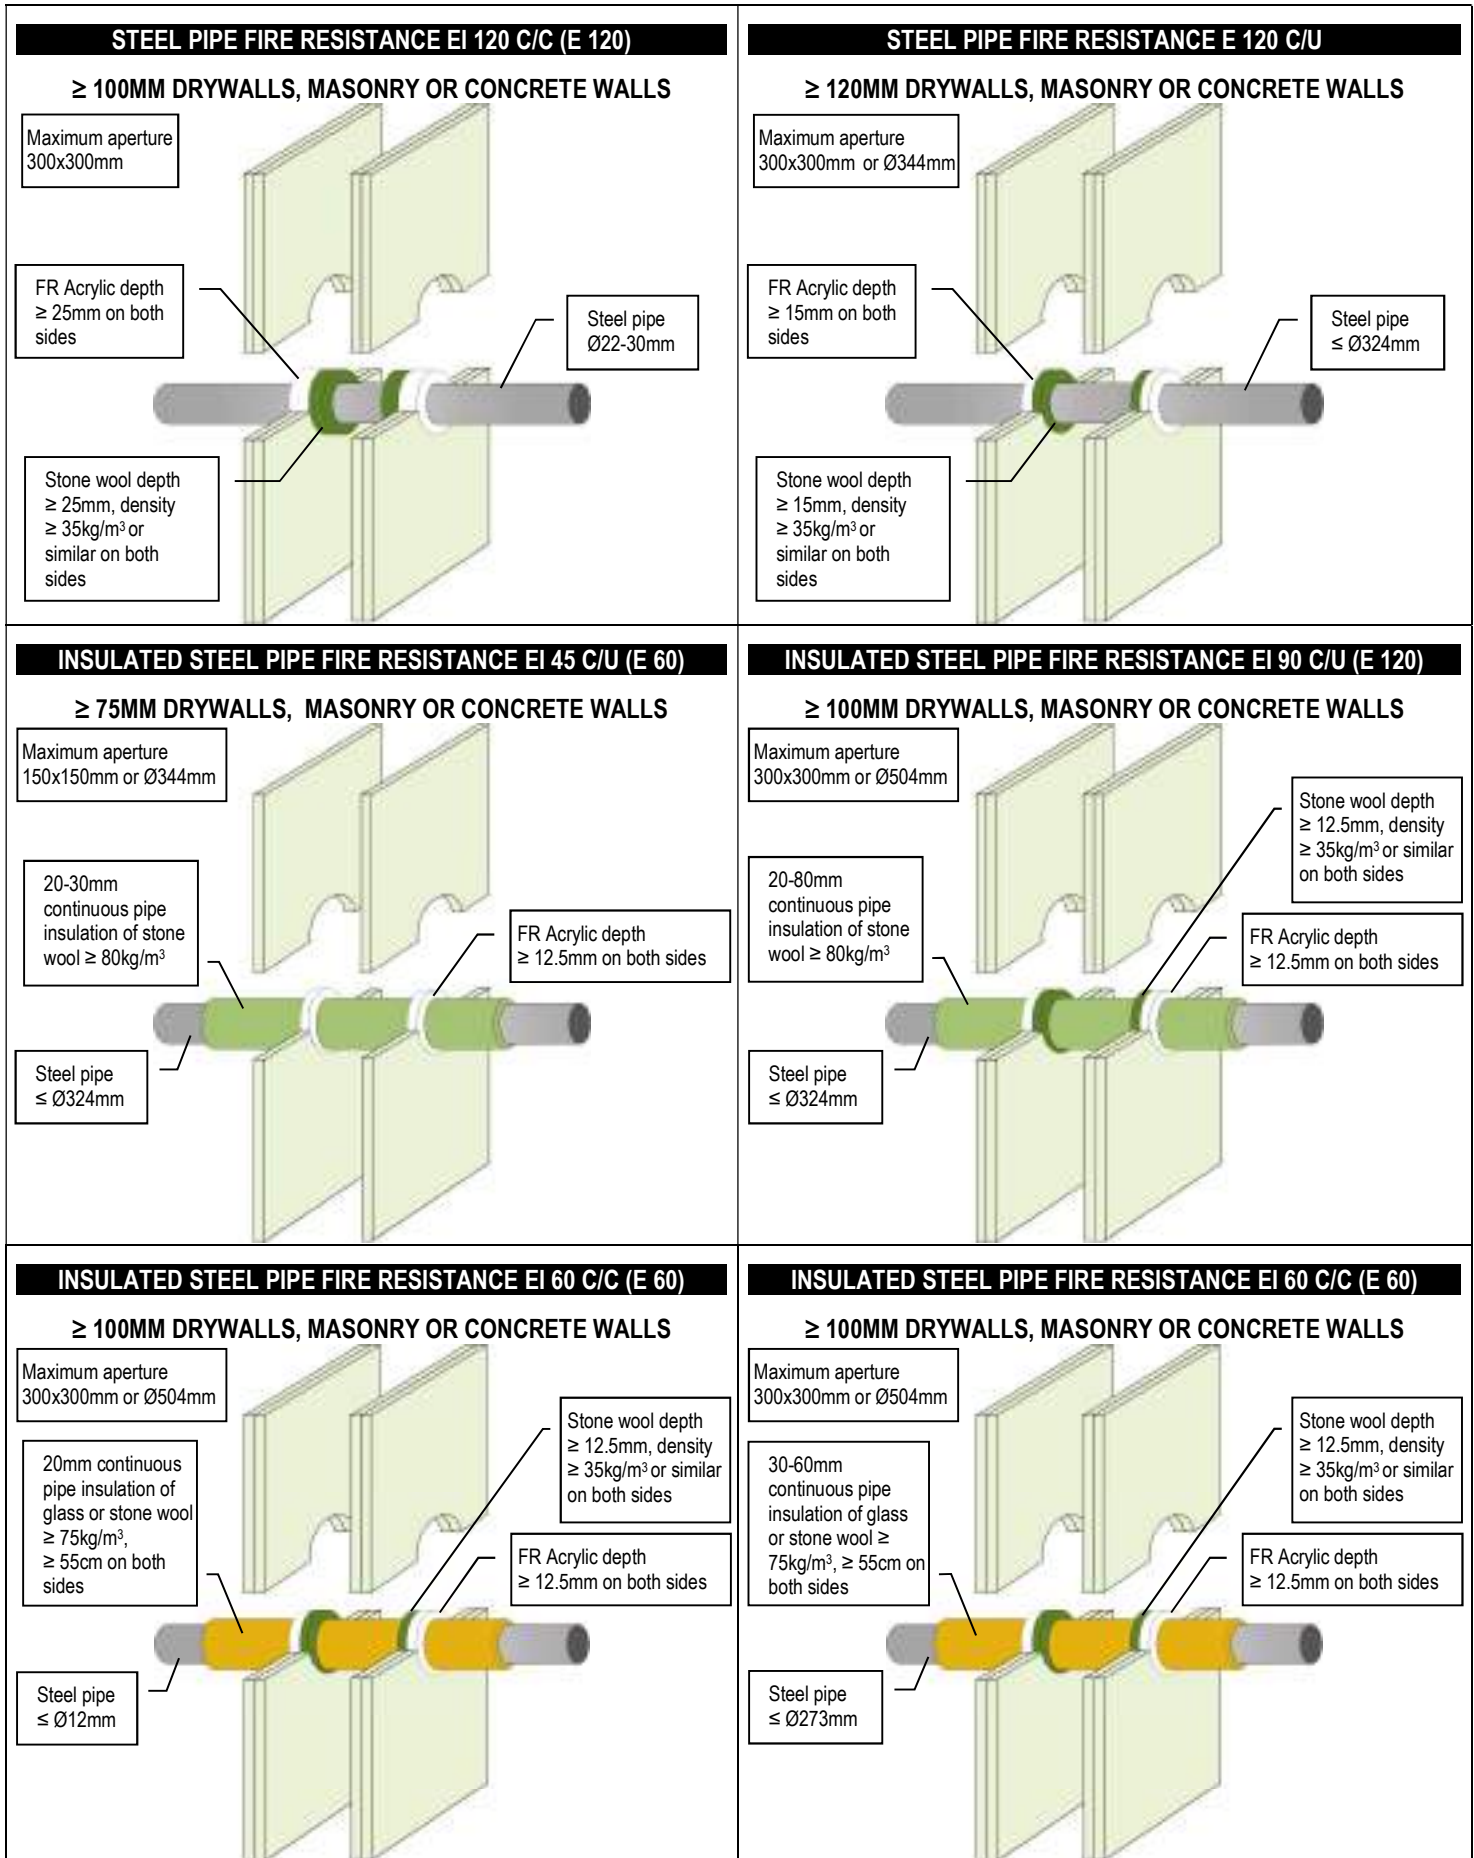 STEEL PIPE FIRE RESISTANCE EI 120 C/C (E 120)
≥ 100MM DRYWALLS, MASONRY OR CONCRETE WALLS
Maximum aperture
300x300mm
FR Acrylic depth
≥ 25mm on both
sides
Steel pipe
Ø22-30mm
Stone wool depth
≥ 25mm, density
≥ 35kg/m³ or
similar on both
sides
STEEL PIPE FIRE RESISTANCE E 120 C/U
≥ 120MM DRYWALLS, MASONRY OR CONCRETE WALLS
Maximum aperture
300x300mm or Ø344mm
FR Acrylic depth
≥ 15mm on both
sides
Steel pipe
≤ Ø324mm
Stone wool depth
≥ 15mm, density
≥ 35kg/m³ or
similar on both
sides
INSULATED STEEL PIPE FIRE RESISTANCE EI 45 C/U (E 60)
≥ 75MM DRYWALLS, MASONRY OR CONCRETE WALLS
Maximum aperture
150x150mm or Ø344mm
20-30mm
continuous pipe
insulation of stone
wool ≥ 80kg/m³
FR Acrylic depth
≥ 12.5mm on both sides
Steel pipe
≤ Ø324mm
INSULATED STEEL PIPE FIRE RESISTANCE EI 90 C/U (E 120)
≥ 100MM DRYWALLS, MASONRY OR CONCRETE WALLS
Maximum aperture
300x300mm or Ø504mm
Stone wool depth
≥ 12.5mm, density
≥ 35kg/m³ or similar
on both sides
20-80mm
continuous pipe
insulation of stone
wool ≥ 80kg/m³
FR Acrylic depth
≥ 12.5mm on both sides
Steel pipe
≤ Ø324mm
INSULATED STEEL PIPE FIRE RESISTANCE EI 60 C/C (E 60)
≥ 100MM DRYWALLS, MASONRY OR CONCRETE WALLS
Maximum aperture
300x300mm or Ø504mm
Stone wool depth
≥ 12.5mm, density
≥ 35kg/m³ or similar
on both sides
20mm continuous
pipe insulation of
glass or stone wool
≥ 75kg/m³,
≥ 55cm on both
sides
FR Acrylic depth
≥ 12.5mm on both sides
Steel pipe
≤ Ø12mm
INSULATED STEEL PIPE FIRE RESISTANCE EI 60 C/C (E 60)
≥ 100MM DRYWALLS, MASONRY OR CONCRETE WALLS
Maximum aperture
300x300mm or Ø504mm
Stone wool depth
≥ 12.5mm, density
≥ 35kg/m³ or similar
on both sides
30-60mm
continuous pipe
insulation of glass
or stone wool ≥
75kg/m³, ≥ 55cm on
both sides
FR Acrylic depth
≥ 12.5mm on both sides
Steel pipe
≤ Ø273mm